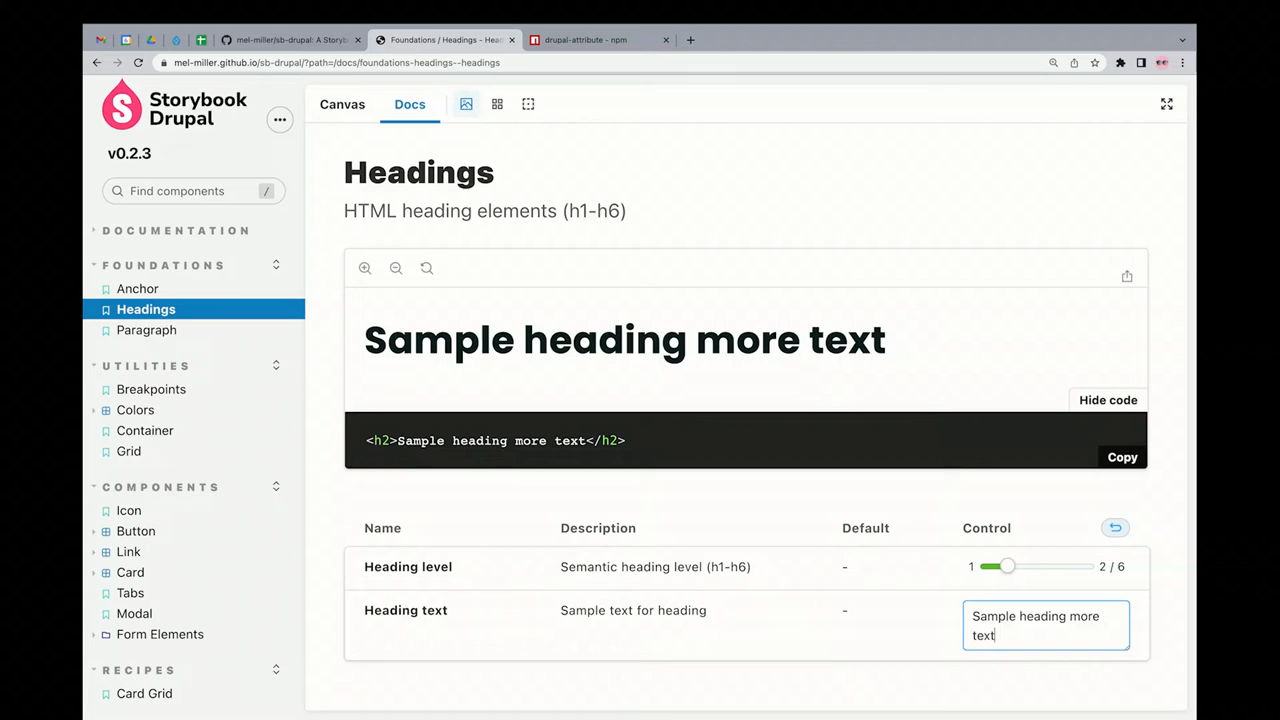 mel-miller/sb-drupal: A Storyb
Foundations / Headings - Head
drupal-attribute - npm
mel-miller.github.io/sb-drupal/?path=/docs/foundations-headings--headings
Storybook
Drupal
v0.2.3
Find components /
DOCUMENTATION
FOUNDATIONS
Anchor
Headings
Paragraph
UTILITIES
Breakpoints
Colors
Container
Grid
COMPONENTS
Icon
Button
Link
Card
Tabs
Modal
Form Elements
RECIPES
Card Grid
Canvas Docs
Headings
HTML heading elements (h1-h6)
Sample heading more text
Hide code
<h2>Sample heading more text</h2>
Copy
Name Description Default Control
Heading level Semantic heading level (h1-h6) - 1 2 / 6
Heading text Sample text for heading - Sample heading more
text